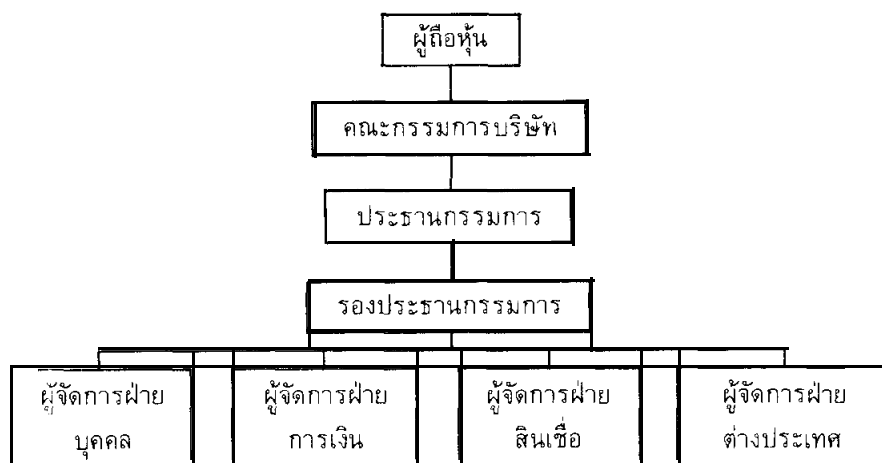 ผู้ถือหุ้น
คณะกรรมการบริษัท
ประธานกรรมการ
รองประธานกรรมการ
ผู้จัดการฝ่าย
บุคคล
ผู้จัดการฝ่าย
การเงิน
ผู้จัดการฝ่าย
สินเชื่อ
ผู้จัดการฝ่าย
ต่างประเทศ